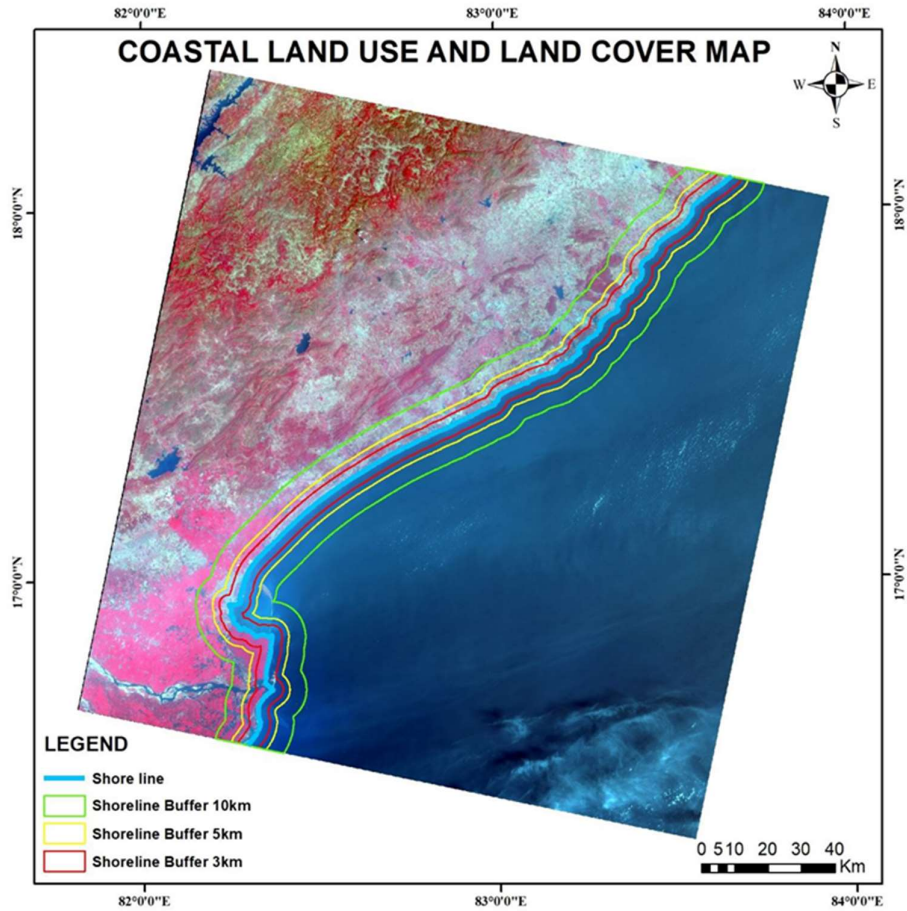 82°0'0"E 83°0'0"E 84°0'0"E
COASTAL LAND USE AND LAND COVER MAP
N
W E
S
18°0'0"N 18°0'0"N
17°0'0"N 17°0'0"N
LEGEND
Shore line
Shoreline Buffer 10km
Shoreline Buffer 5km
Shoreline Buffer 3km
0 5 10 20 30 40
Km
82°0'0"E 83°0'0"E 84°0'0"E